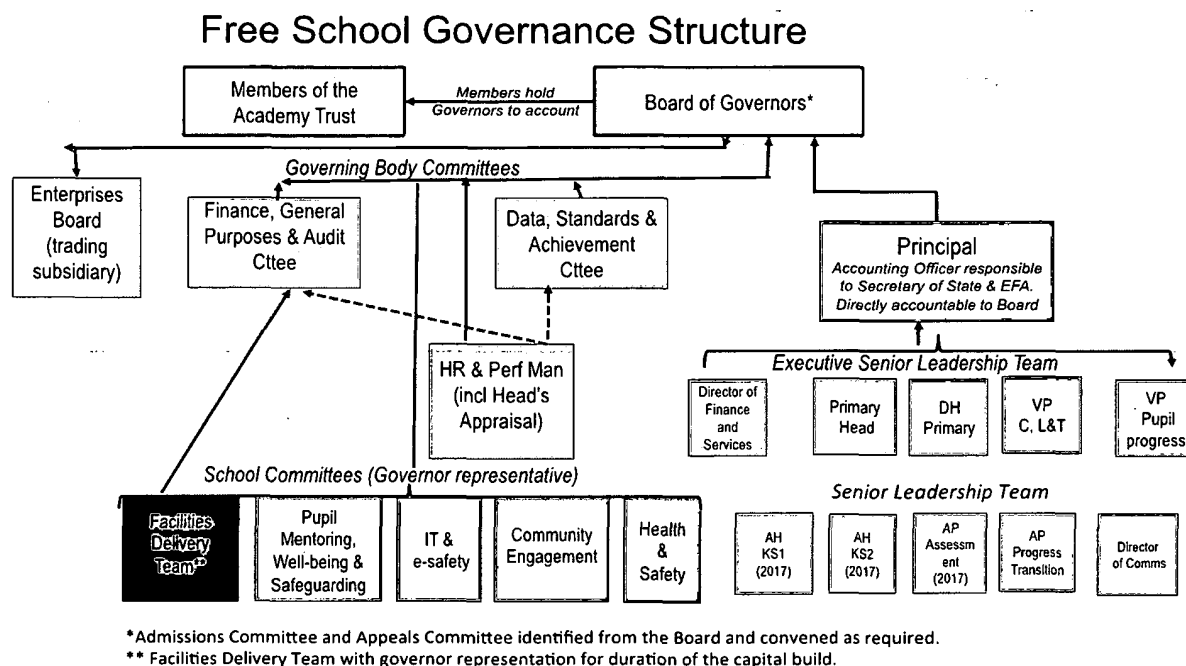 Free School Governance Structure
Members of the
Academy Trust
Members hold
Governors to account
Board of Governors*
Governing Body Committees
Enterprises
Board
(trading
subsidiary)
Finance, General
Purposes & Audit
Cttee
Data, Standards &
Achievement
Cttee
Principal
Accounting Officer responsible
to Secretary of State & EFA.
Directly accountable to Board
HR & Perf Man
(incl Head's
Appraisal)
Executive Senior Leadership Team
Director of
Finance
and
Services
Primary
Head
DH
Primary
VP
C, L&T
VP
Pupil
progress
School Committees (Governor representative)
Facilities
Delivery
Team**
Pupil
Mentoring,
Well-being &
Safeguarding
IT &
e-safety
Community
Engagement
Health
&
Safety
Senior Leadership Team
AH
KS1
(2017)
AH
KS2
(2017)
AP
Assessm
ent
(2017)
AP
Progress
Transition
Director
of Comms
*Admissions Committee and Appeals Committee identified from the Board and convened as required.
** Facilities Delivery Team with governor representation for duration of the capital build.